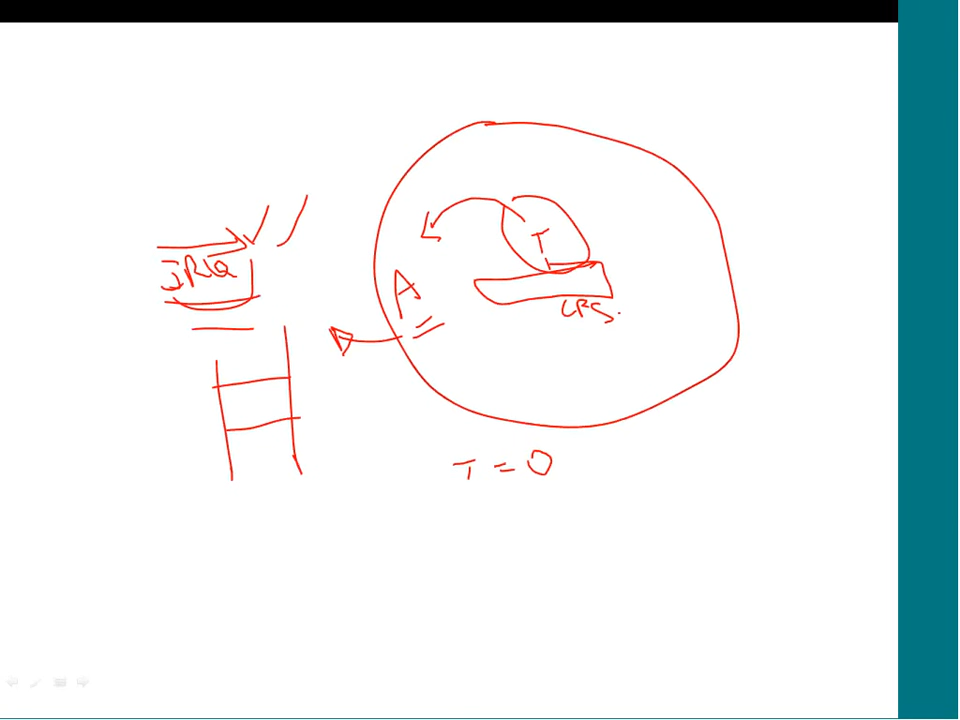 T
IRQ
A
CPS.
T = 0